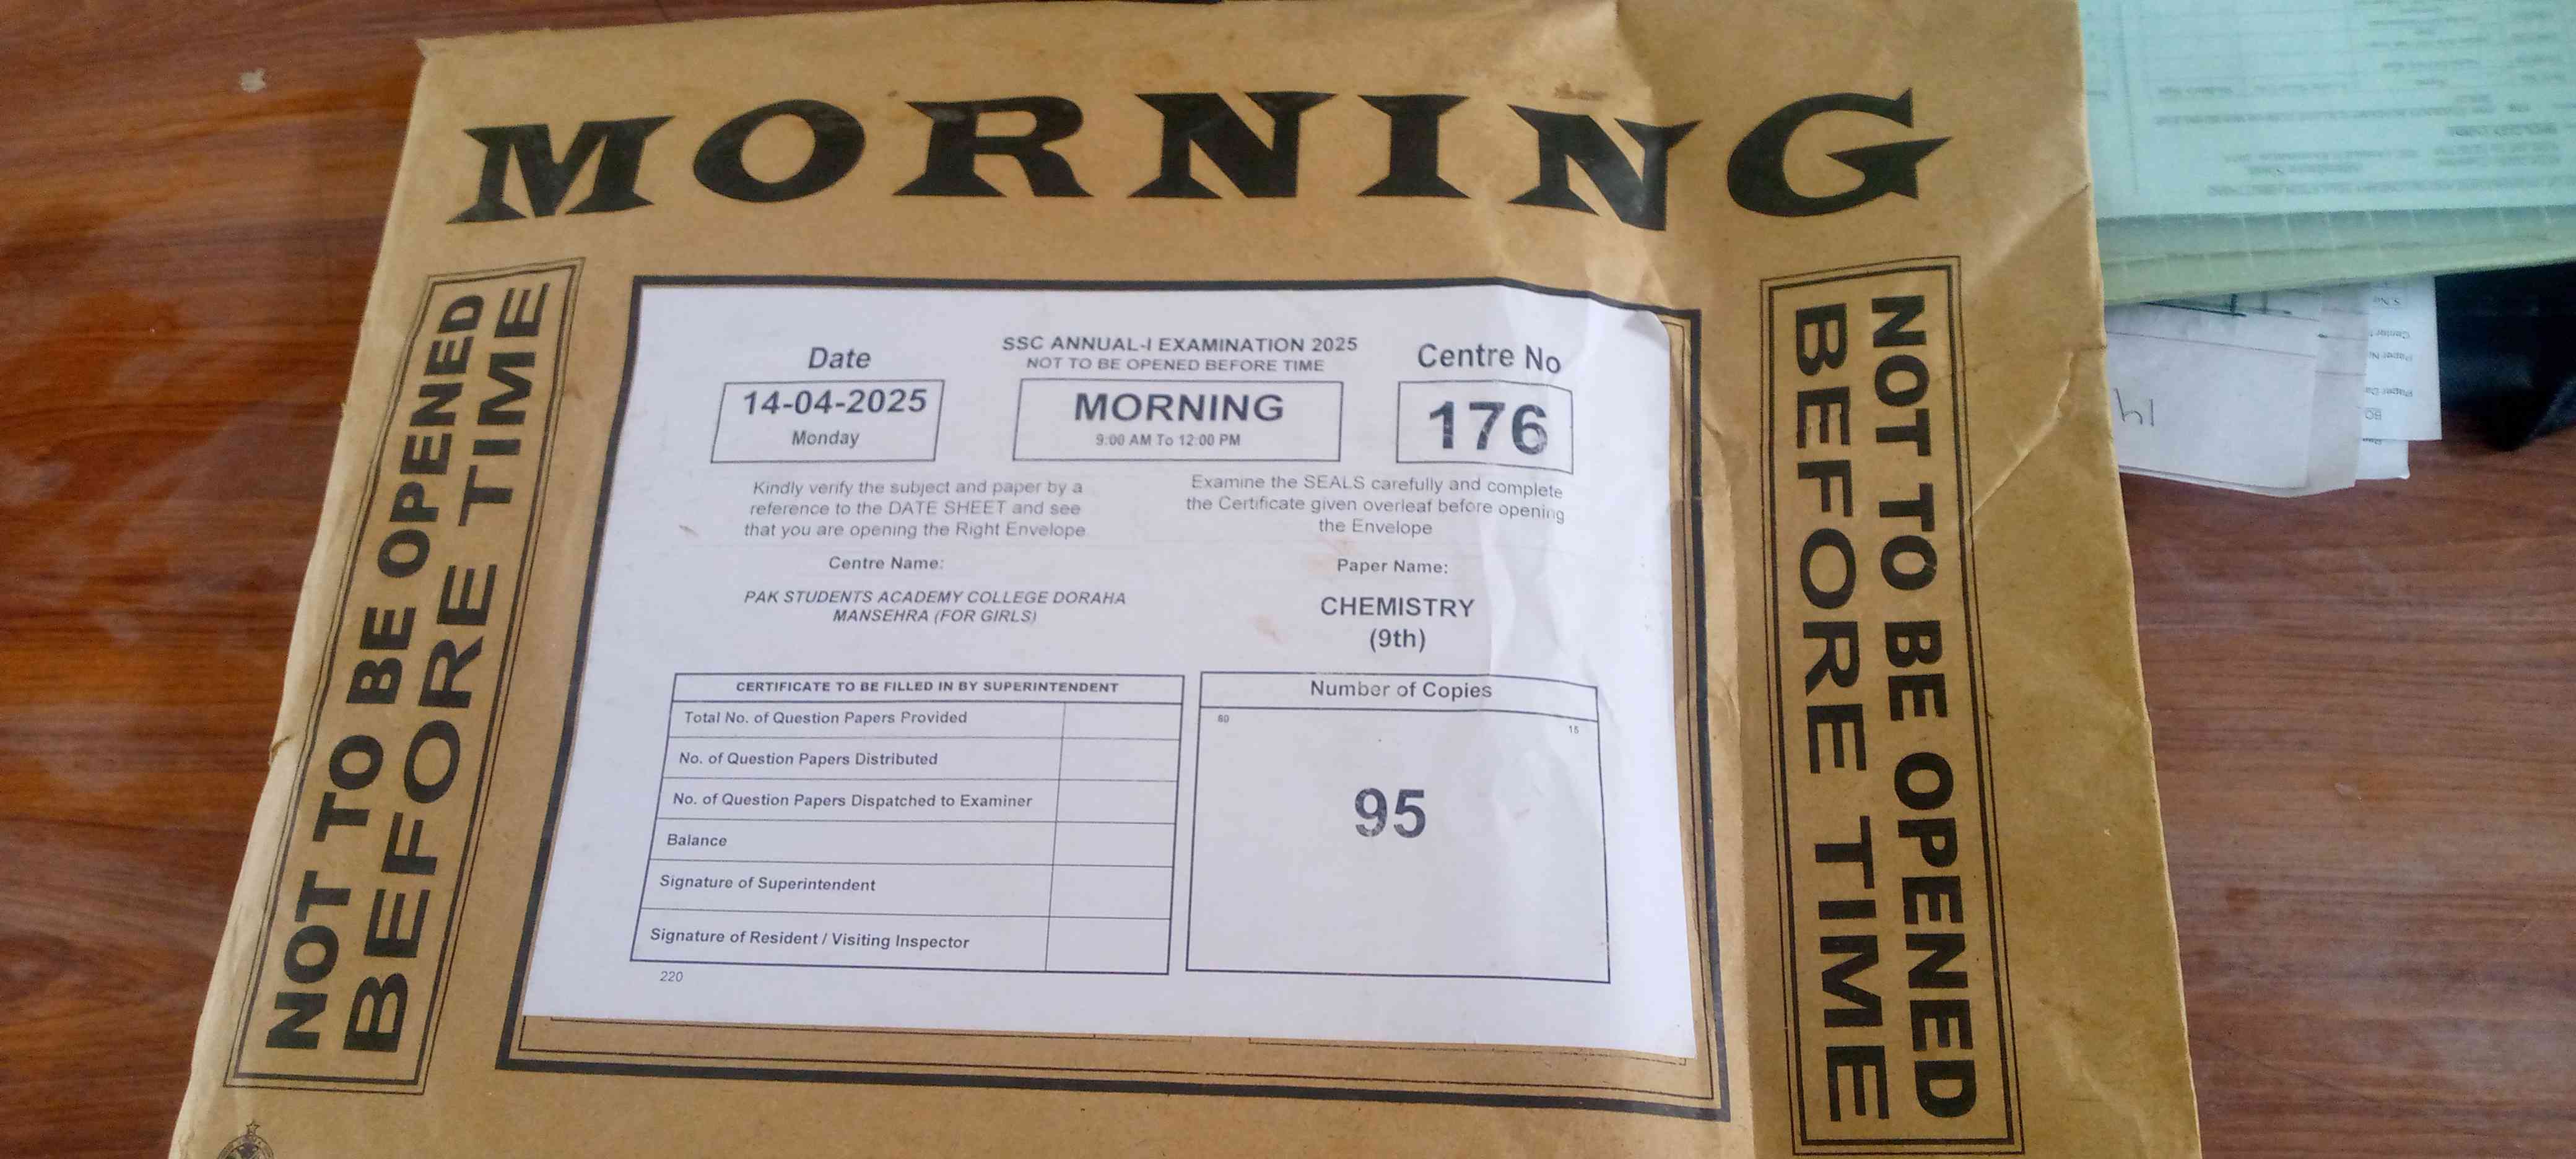 MORNING
NOT TO BE OPENED
BEFORE TIME
SSC ANNUAL-I EXAMINATION 2025
NOT TO BE OPENED BEFORE TIME
Date
14-04-2025
Monday
MORNING
9:00 AM To 12:00 PM
Centre No
176
Kindly verify the subject and paper by a
reference to the DATE SHEET and see
that you are opening the Right Envelope
Examine the SEALS carefully and complete
the Certificate given overleaf before opening
the Envelope
Centre Name:
PAK STUDENTS ACADEMY COLLEGE DORAHA
MANSEHRA (FOR GIRLS)
Paper Name:
CHEMISTRY
(9th)
CERTIFICATE TO BE FILLED IN BY SUPERINTENDENT
Total No. of Question Papers Provided
No. of Question Papers Distributed
No. of Question Papers Dispatched to Examiner
Balance
Signature of Superintendent
Signature of Resident / Visiting Inspector
220
Number of Copies
80
15
95
NOT TO BE OPENED
BEFORE TIME